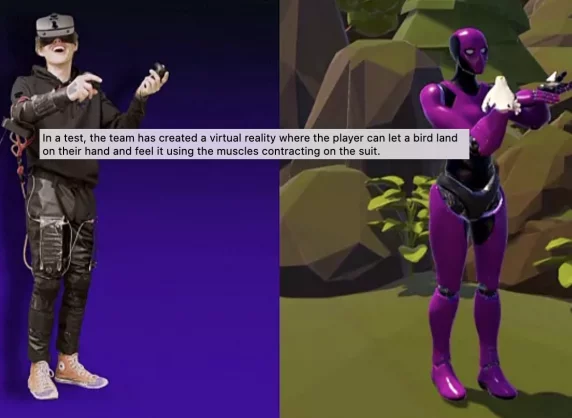 In a test, the team has created a virtual reality where the player can let a bird land
on their hand and feel it using the muscles contracting on the suit.